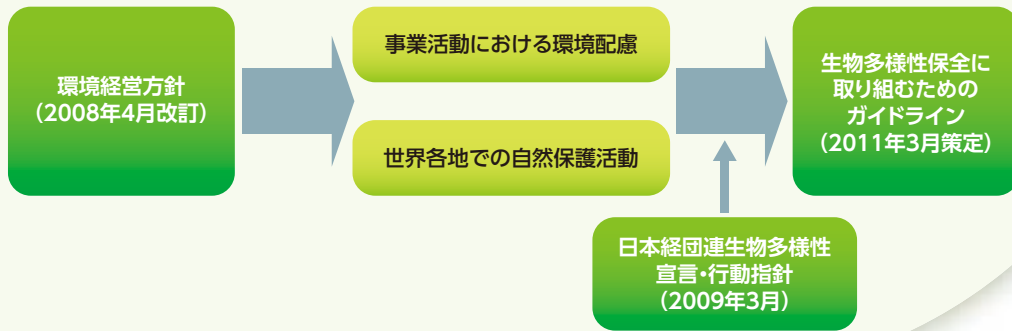 環境経営方針
（2008年4月改訂）
事業活動における環境配慮
世界各地での自然保護活動
生物多様性保全に
取り組むための
ガイドライン
（2011年3月策定）
日本経団連生物多様性
宣言・行動指針
（2009年3月）